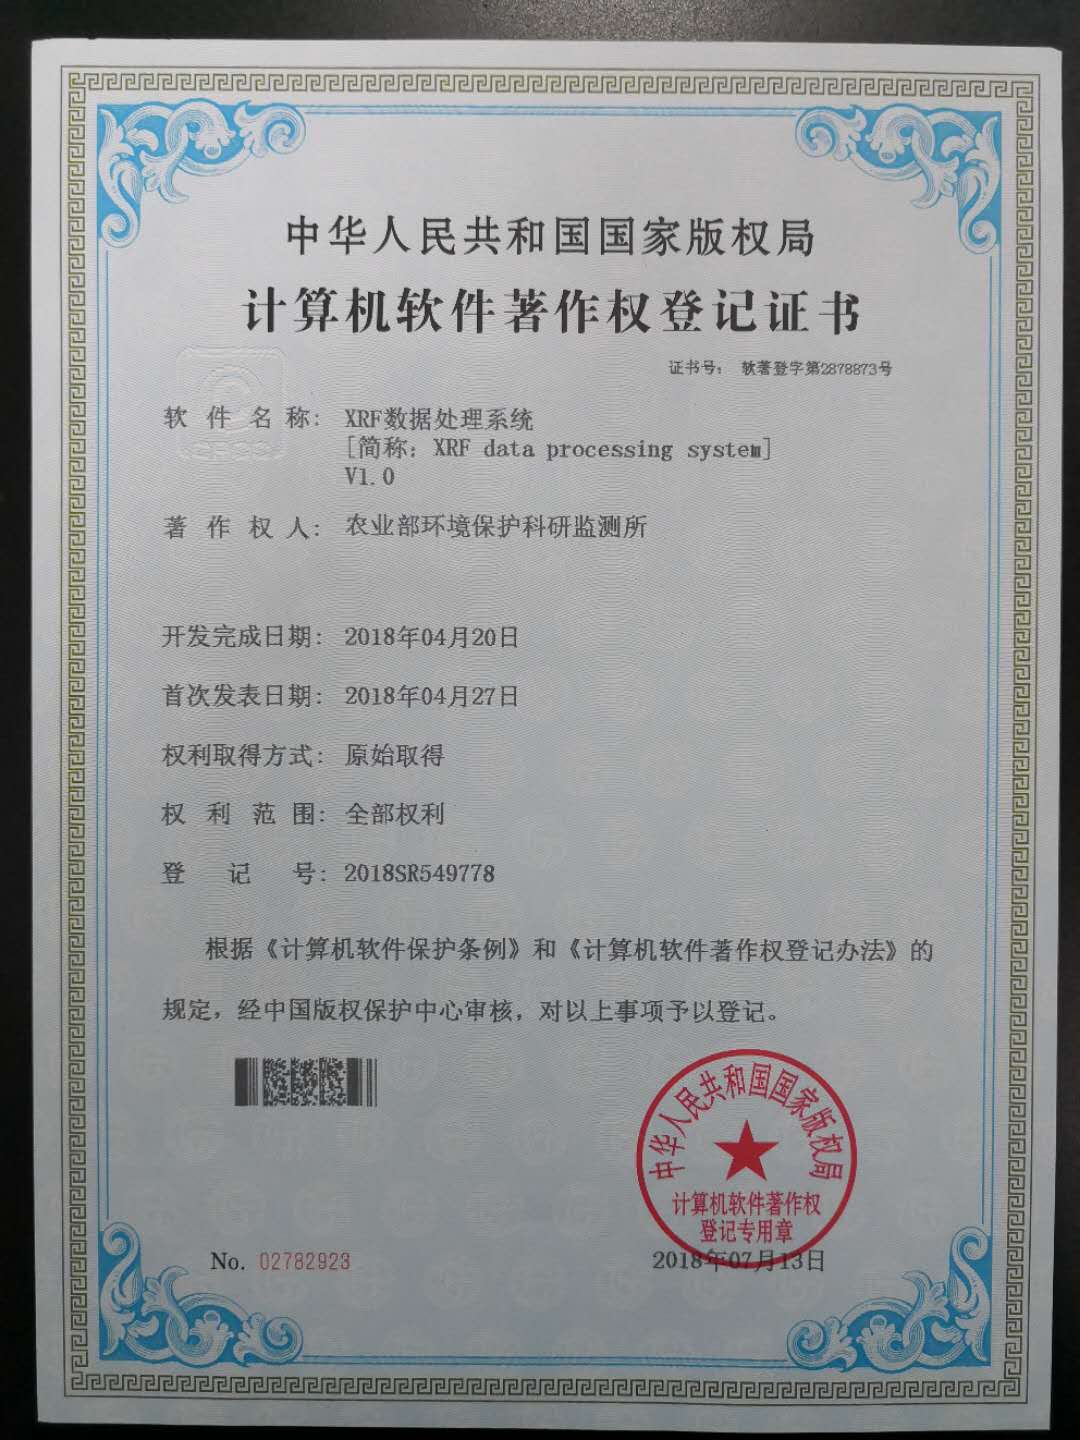 中华人民共和国国家版权局
计算机软件著作权登记证书
证书号： 软著登字第2878873号
软件名称： XRF数据处理系统
[简称：XRF data processing system]
V1.0
著作权人： 农业部环境保护科研监测所
开发完成日期： 2018年04月20日
首次发表日期： 2018年04月27日
权利取得方式： 原始取得
权利范围： 全部权利
登记号： 2018SR549778
根据《计算机软件保护条例》和《计算机软件著作权登记办法》的
规定，经中国版权保护中心审核，对以上事项予以登记。
中华人民共和国国家版权局
计算机软件著作权
登记专用章
No. 02782923
2018年07月13日